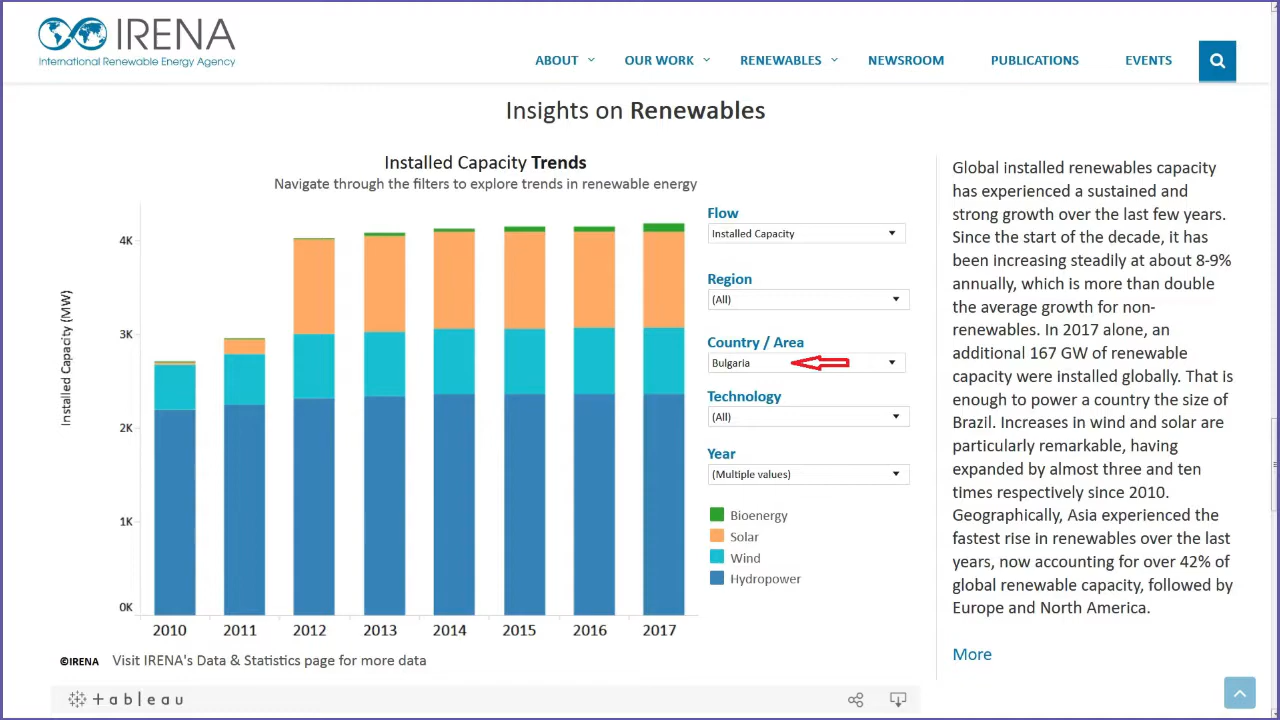 IRENA
International Renewable Energy Agency
ABOUT
OUR WORK
RENEWABLES
NEWSROOM
PUBLICATIONS
EVENTS
Insights on Renewables
Installed Capacity Trends
Navigate through the filters to explore trends in renewable energy
Installed Capacity (MW)
4K
3K
2K
1K
0K
2010
2011
2012
2013
2014
2015
2016
2017
Flow
Installed Capacity
Region
(All)
Country / Area
Bulgaria
Technology
(All)
Year
(Multiple values)
Bioenergy
Solar
Wind
Hydropower
©IRENA Visit IRENA's Data & Statistics page for more data
+ a b l e a u
Global installed renewables capacity
has experienced a sustained and
strong growth over the last few years.
Since the start of the decade, it has
been increasing steadily at about 8-9%
annually, which is more than double
the average growth for non-
renewables. In 2017 alone, an
additional 167 GW of renewable
capacity were installed globally. That is
enough to power a country the size of
Brazil. Increases in wind and solar are
particularly remarkable, having
expanded by almost three and ten
times respectively since 2010.
Geographically, Asia experienced the
fastest rise in renewables over the last
years, now accounting for over 42% of
global renewable capacity, followed by
Europe and North America.
More